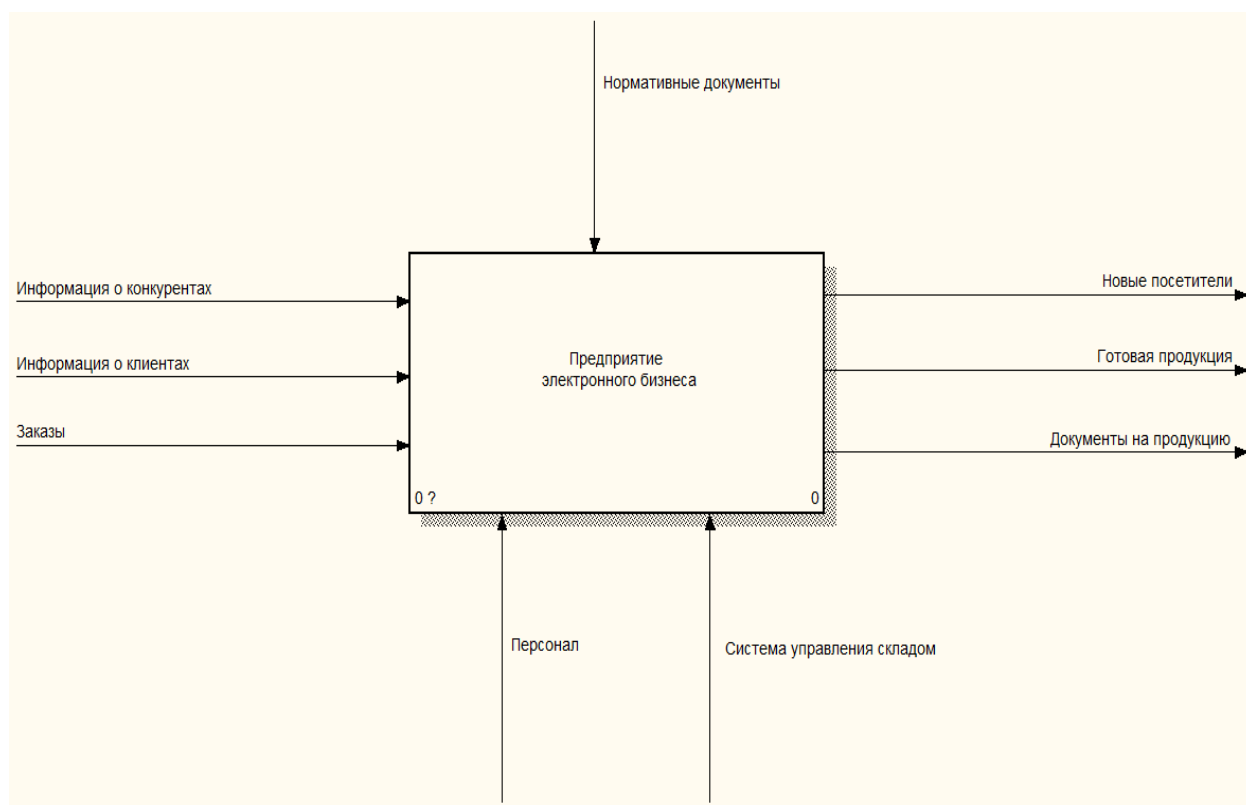 Нормативные документы
Информация о конкурентах
Информация о клиентах
Заказы
Предприятие
электронного бизнеса
0 ?
0
Новые посетители
Готовая продукция
Документы на продукцию
Персонал
Система управления складом